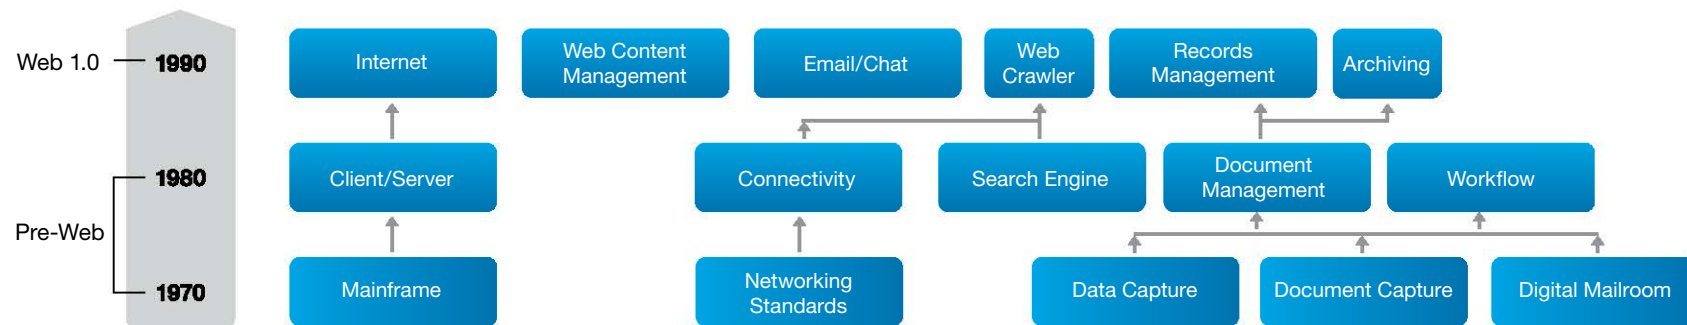 Web 1.0
1990
Internet
Web Content
Management
Email/Chat
Web
Crawler
Records
Management
Archiving
1980
Client/Server
Connectivity
Search Engine
Document
Management
Workflow
Pre-Web
1970
Mainframe
Networking
Standards
Data Capture
Document Capture
Digital Mailroom